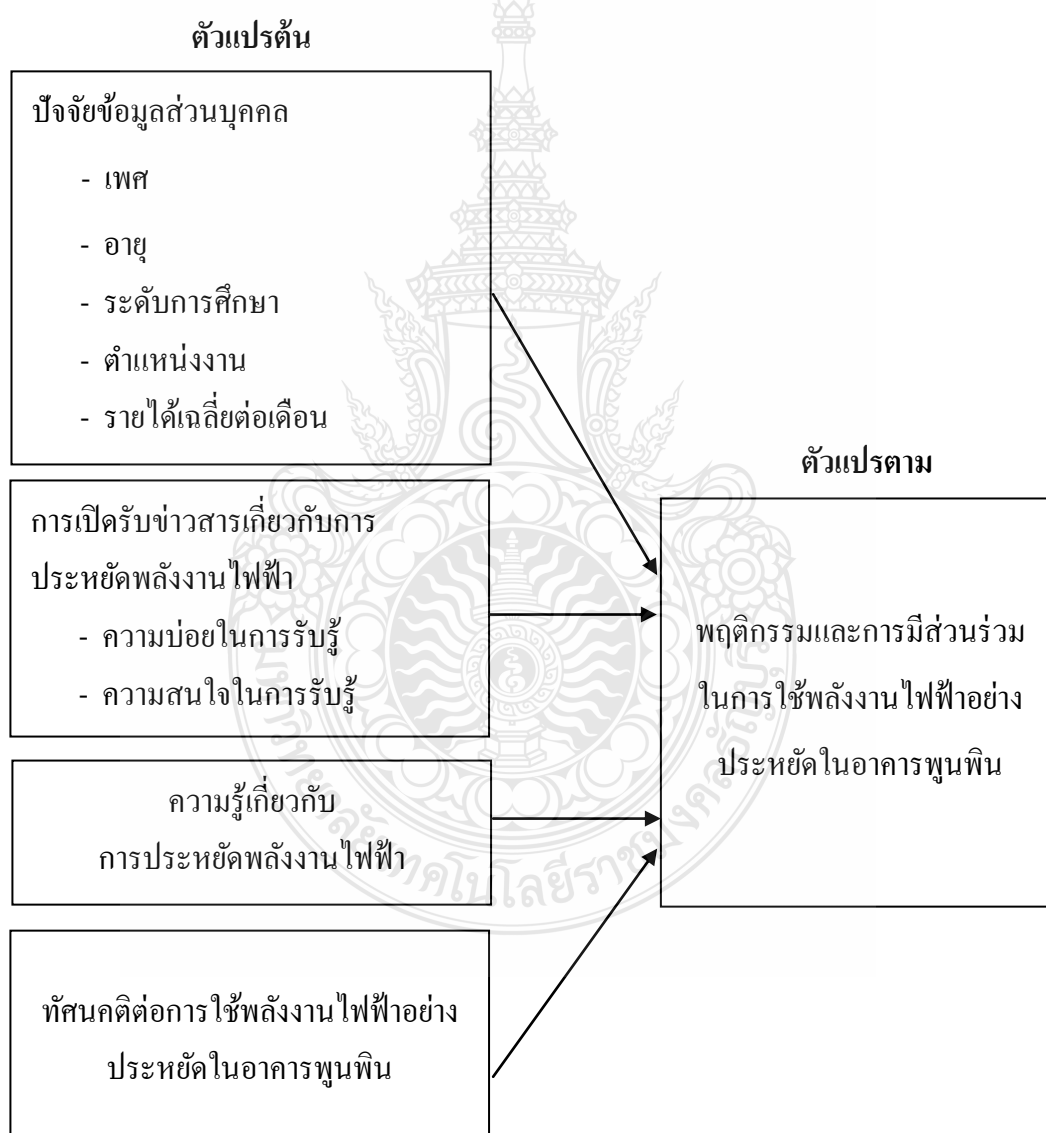 ตัวแปรต้น
ปัจจัยข้อมูลส่วนบุคคล
- เพศ
- อายุ
- ระดับการศึกษา
- ตำแหน่งงาน
- รายได้เฉลี่ยต่อเดือน
การเปิดรับข่าวสารเกี่ยวกับการ
ประหยัดพลังงานไฟฟ้า
- ความบ่อยในการรับรู้
- ความสนใจในการรับรู้
ความรู้เกี่ยวกับ
การประหยัดพลังงานไฟฟ้า
ทัศนคติต่อการใช้พลังงานไฟฟ้าอย่าง
ประหยัดในอาคารพูนพิน
ตัวแปรตาม
พฤติกรรมและการมีส่วนร่วม
ในการใช้พลังงานไฟฟ้าอย่าง
ประหยัดในอาคารพูนพิน